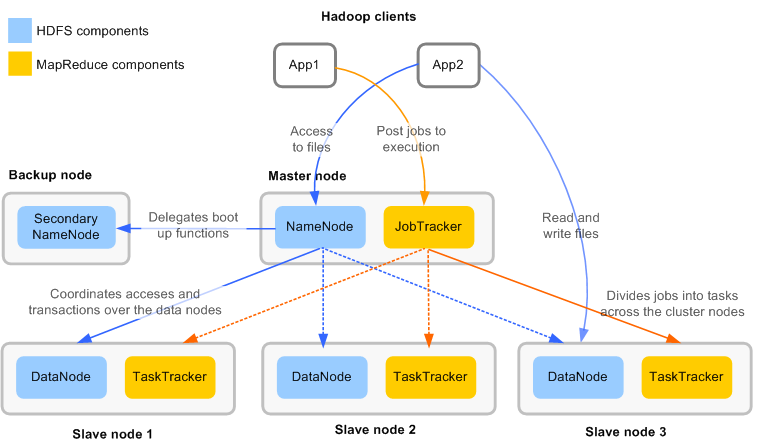 Hadoop clients
HDFS components
MapReduce components
App1
App2
Access
to files
Post jobs to
execution
Backup node
Master node
Secondary
NameNode
Delegates boot
up functions
NameNode
JobTracker
Read and
write files
Coordinates acceses and
transactions over the data nodes
Divides jobs into tasks
across the cluster nodes
DataNode
TaskTracker
DataNode
TaskTracker
DataNode
TaskTracker
Slave node 1
Slave node 2
Slave node 3